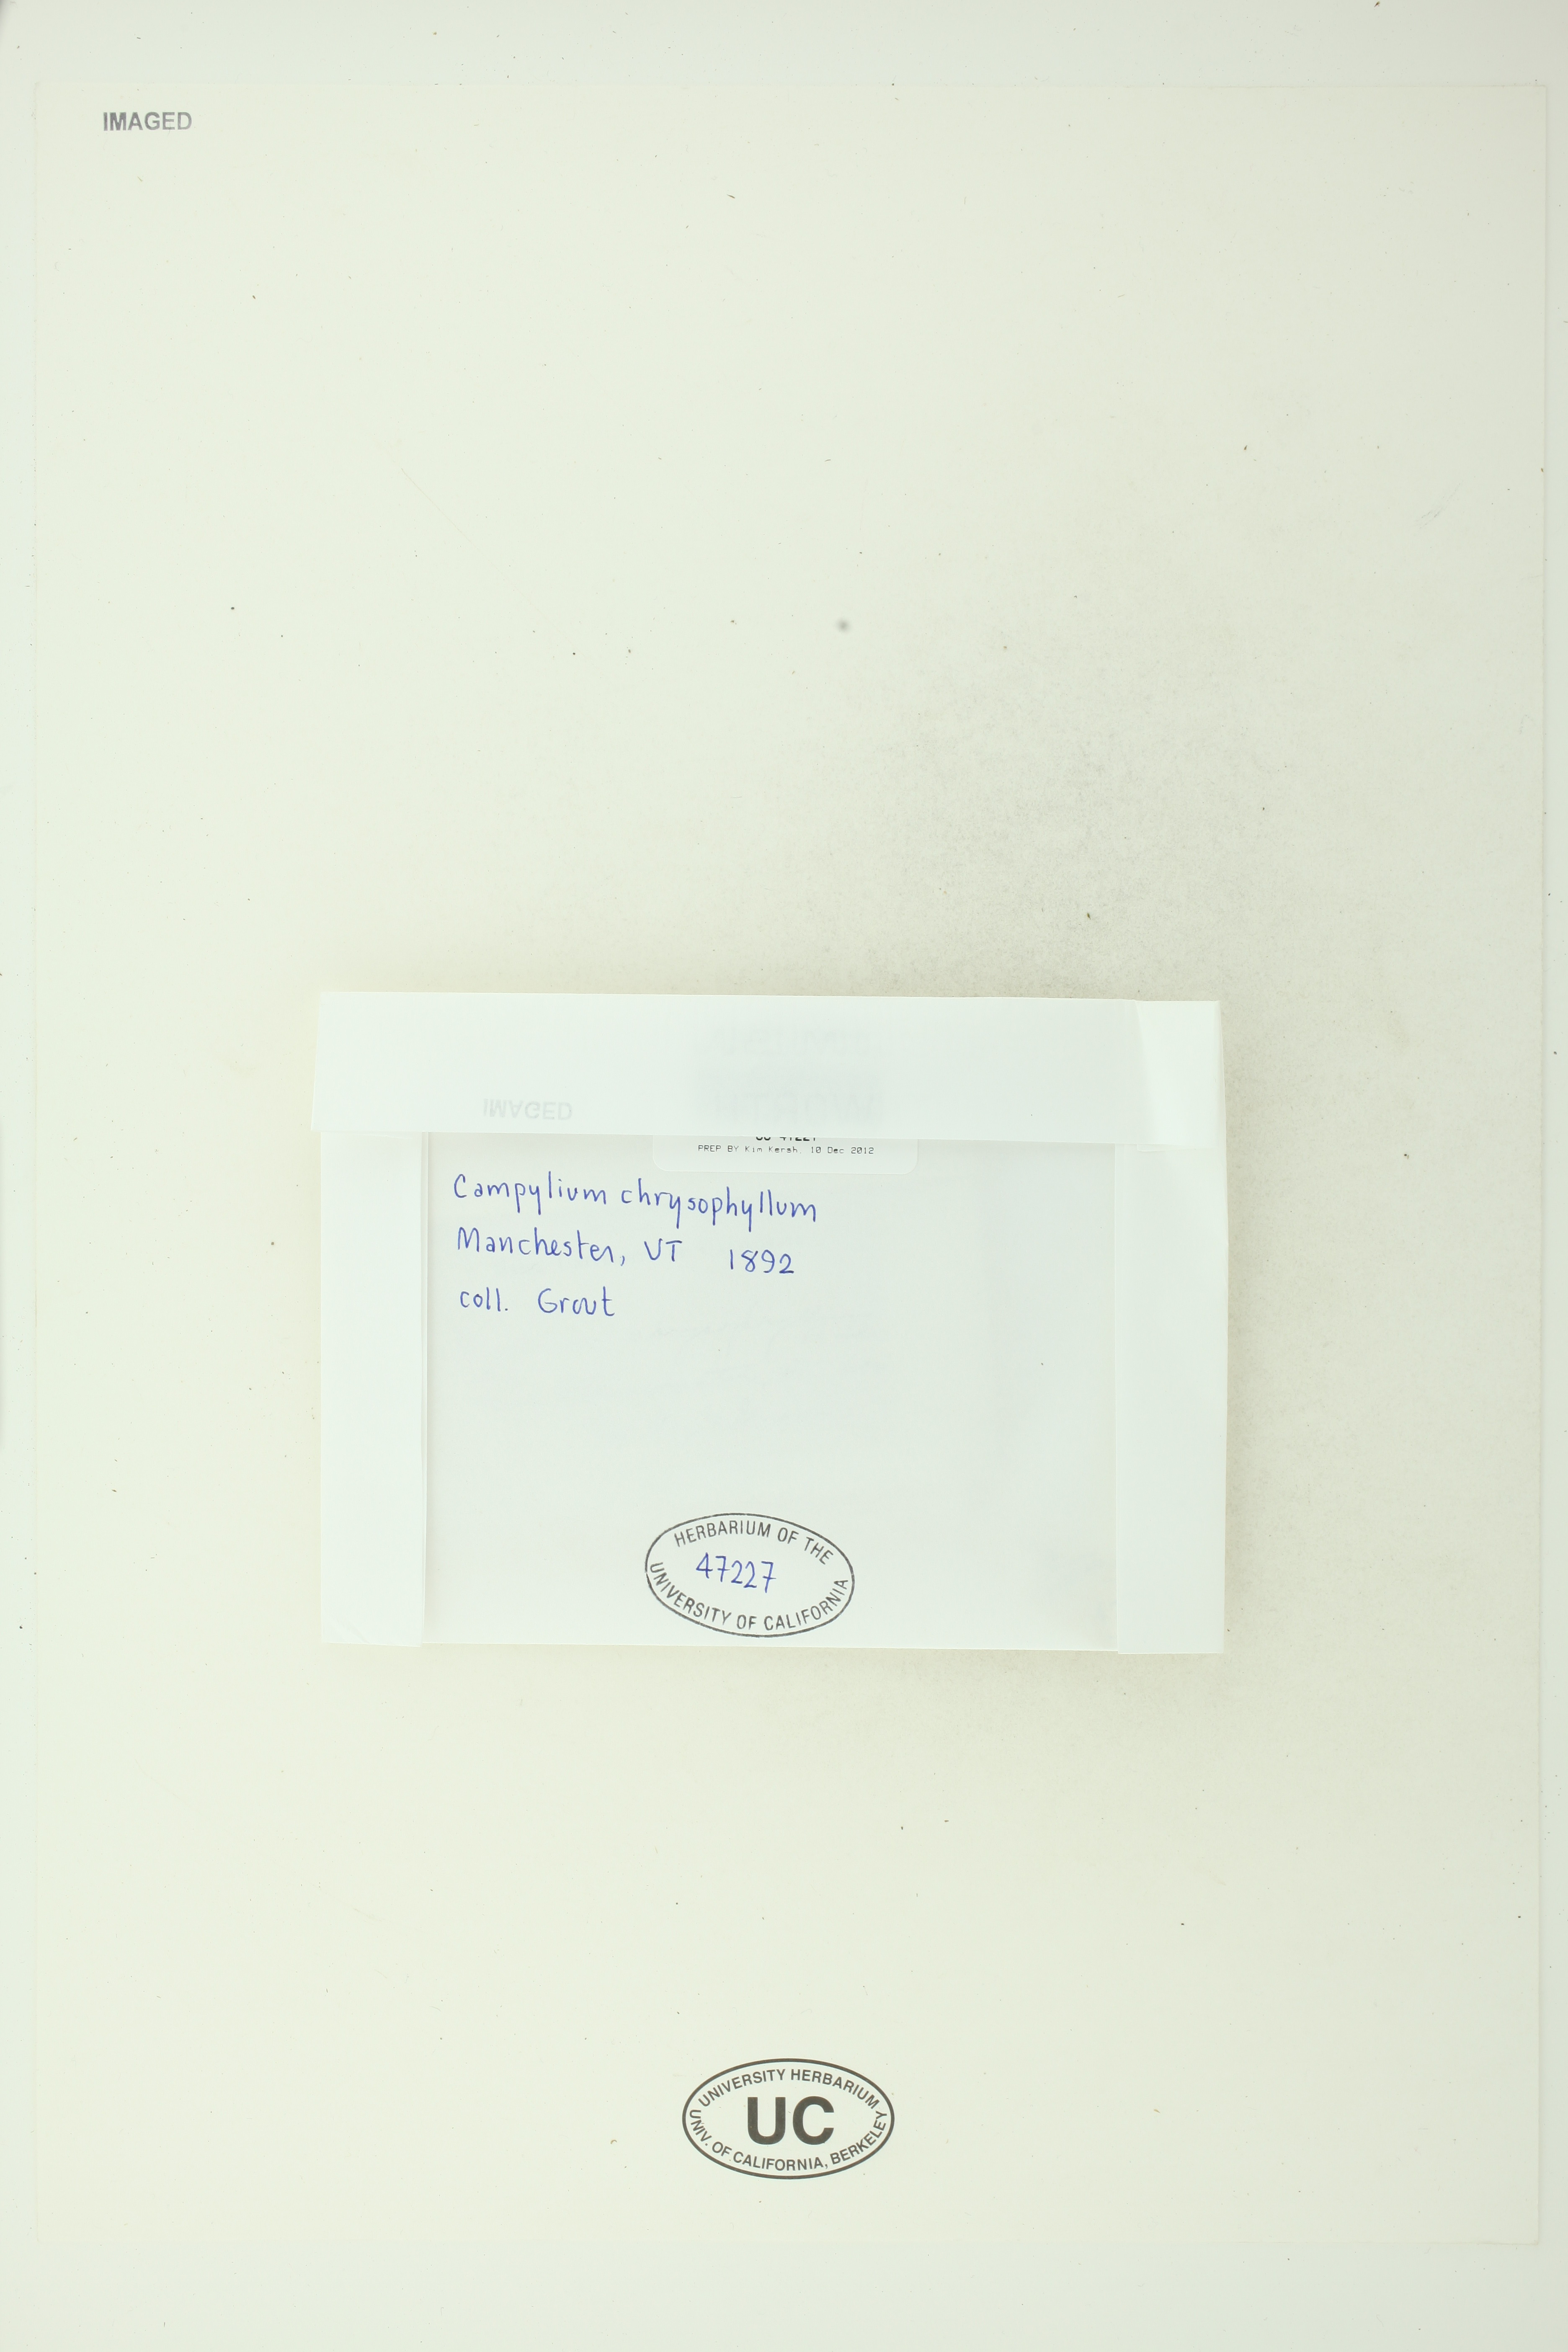 IMAGED
IMAGED
PREP BY Kim Kersh, 10 Dec 2012
Campylium chrysophyllum
Manchester, VT 1892
coll. Grout
HERBARIUM OF THE
47227
UNIVERSITY OF CALIFORNIA
UNIVERSITY HERBARIUM
UC
UNIV. OF CALIFORNIA, BERKELEY